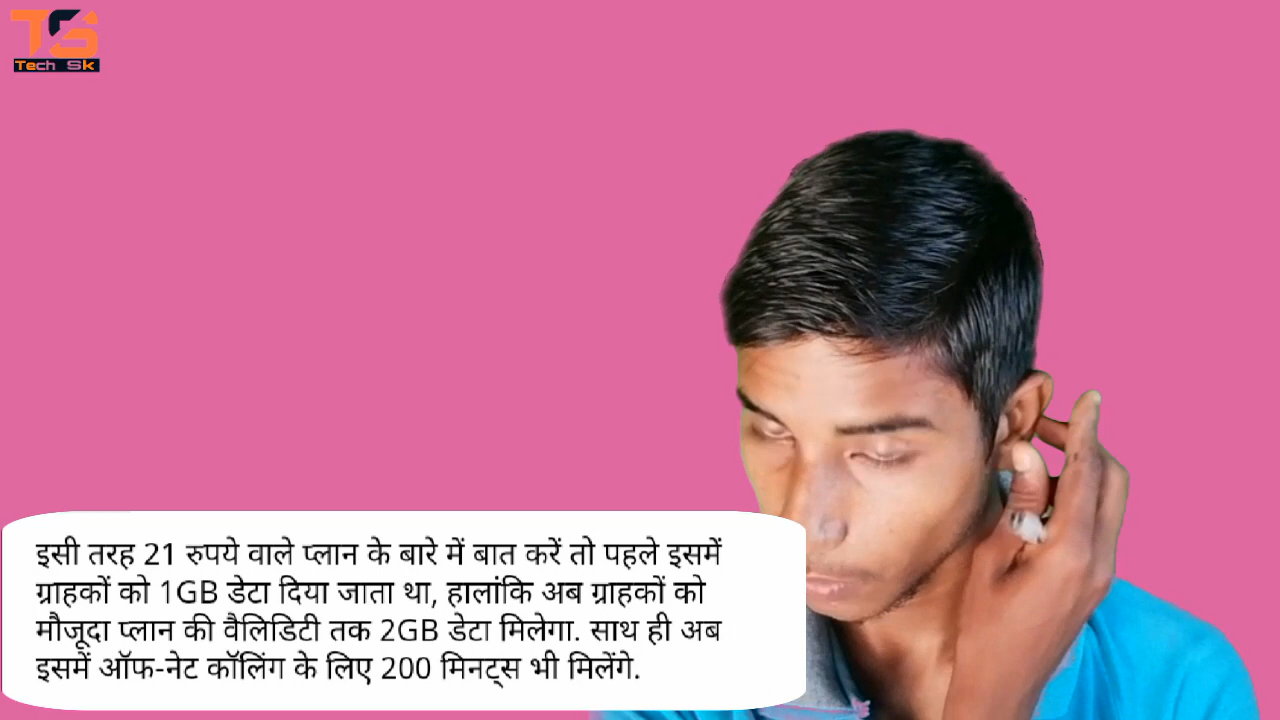 TS
Tech Sk
इसी तरह 21 रुपये वाले प्लान के बारे में बात करें तो पहले इसमें
ग्राहकों को 1GB डेटा दिया जाता था, हालांकि अब ग्राहकों को
मौजूदा प्लान की वैलिडिटी तक 2GB डेटा मिलेगा. साथ ही अब
इसमें ऑफ-नेट कॉलिंग के लिए 200 मिनट्स भी मिलेंगे.